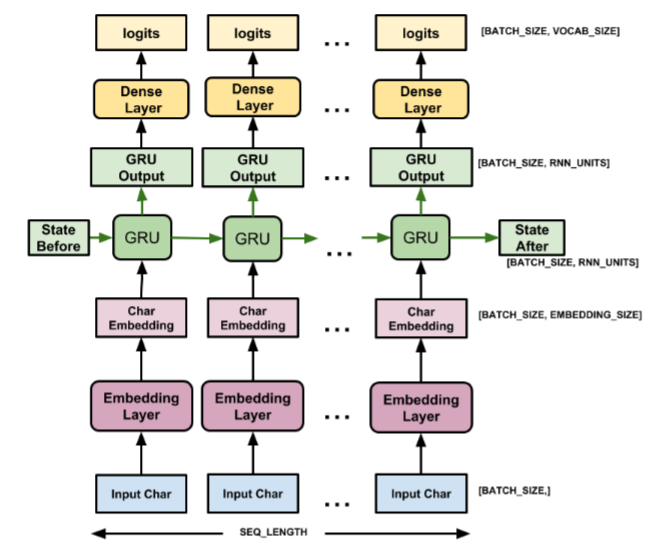 logits logits ... logits [BATCH_SIZE, VOCAB_SIZE]
Dense Dense Dense
Layer Layer ... Layer
GRU GRU GRU [BATCH_SIZE, RNN_UNITS]
Output Output ... Output
State GRU GRU ... GRU State
Before After
[BATCH_SIZE, RNN_UNITS]
Char Char Char [BATCH_SIZE, EMBEDDING_SIZE]
Embedding Embedding ... Embedding
Embedding Embedding Embedding
Layer Layer ... Layer
Input Char Input Char ... Input Char [BATCH_SIZE,]
SEQ_LENGTH